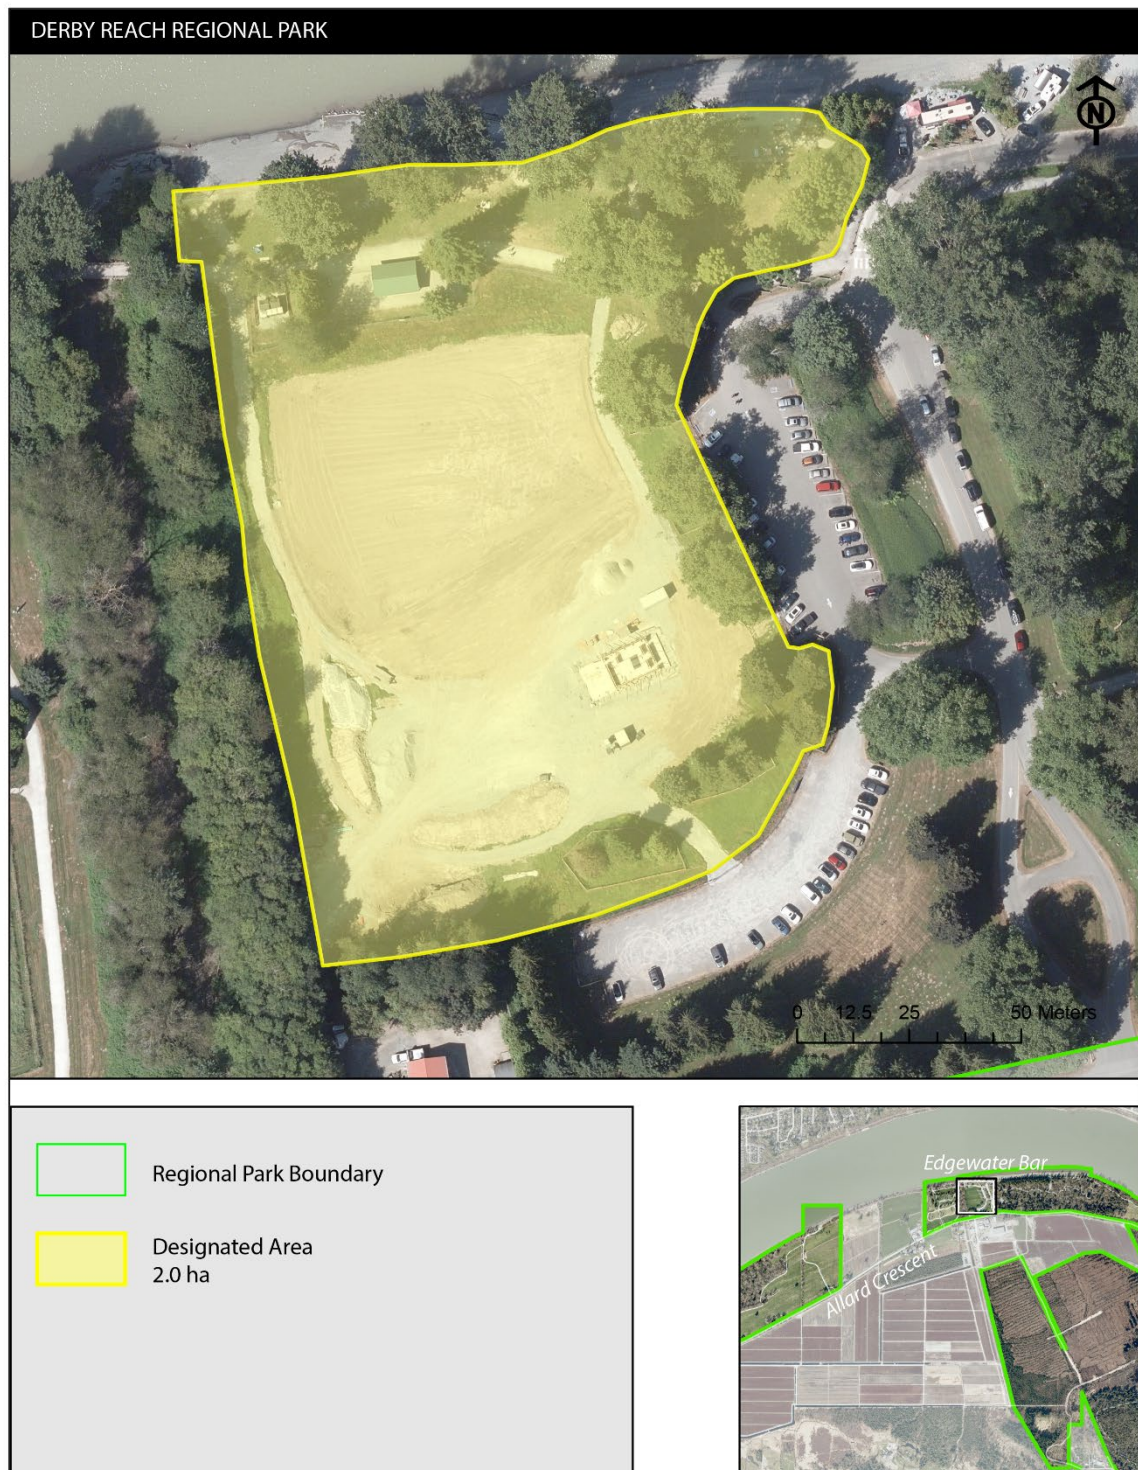 DERBY REACH REGIONAL PARK
N
0 12.5 25 50 Meters
Regional Park Boundary
Designated Area
2.0 ha
Edgewater Bar
Allard Crescent